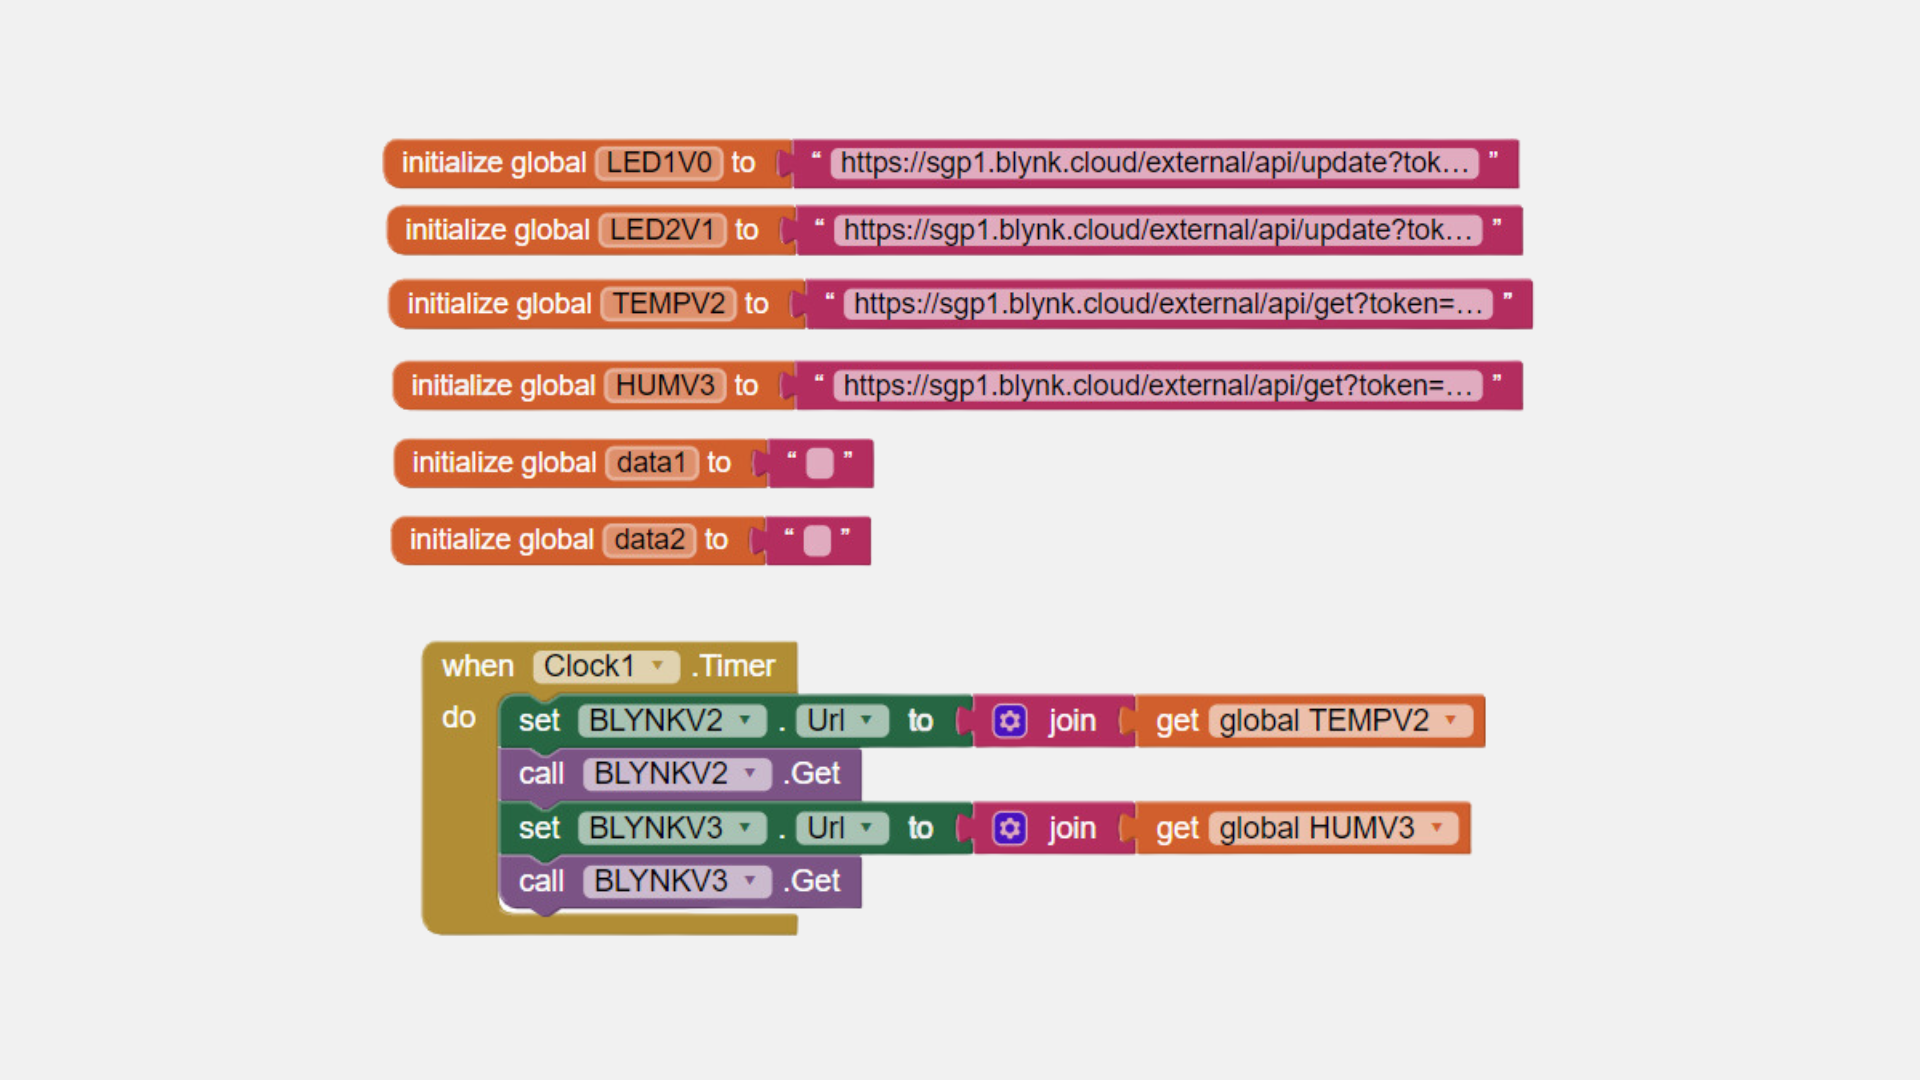 initialize global LED1V0 to “ https://sgp1.blynk.cloud/external/api/update?tok... ”
initialize global LED2V1 to “ https://sgp1.blynk.cloud/external/api/update?tok... ”
initialize global TEMPV2 to “ https://sgp1.blynk.cloud/external/api/get?token=... ”
initialize global HUMV3 to “ https://sgp1.blynk.cloud/external/api/get?token=... ”
initialize global data1 to “ ”
initialize global data2 to “ ”
when Clock1 .Timer
do set BLYNKV2 . Url to join get global TEMPV2
call BLYNKV2 .Get
set BLYNKV3 . Url to join get global HUMV3
call BLYNKV3 .Get